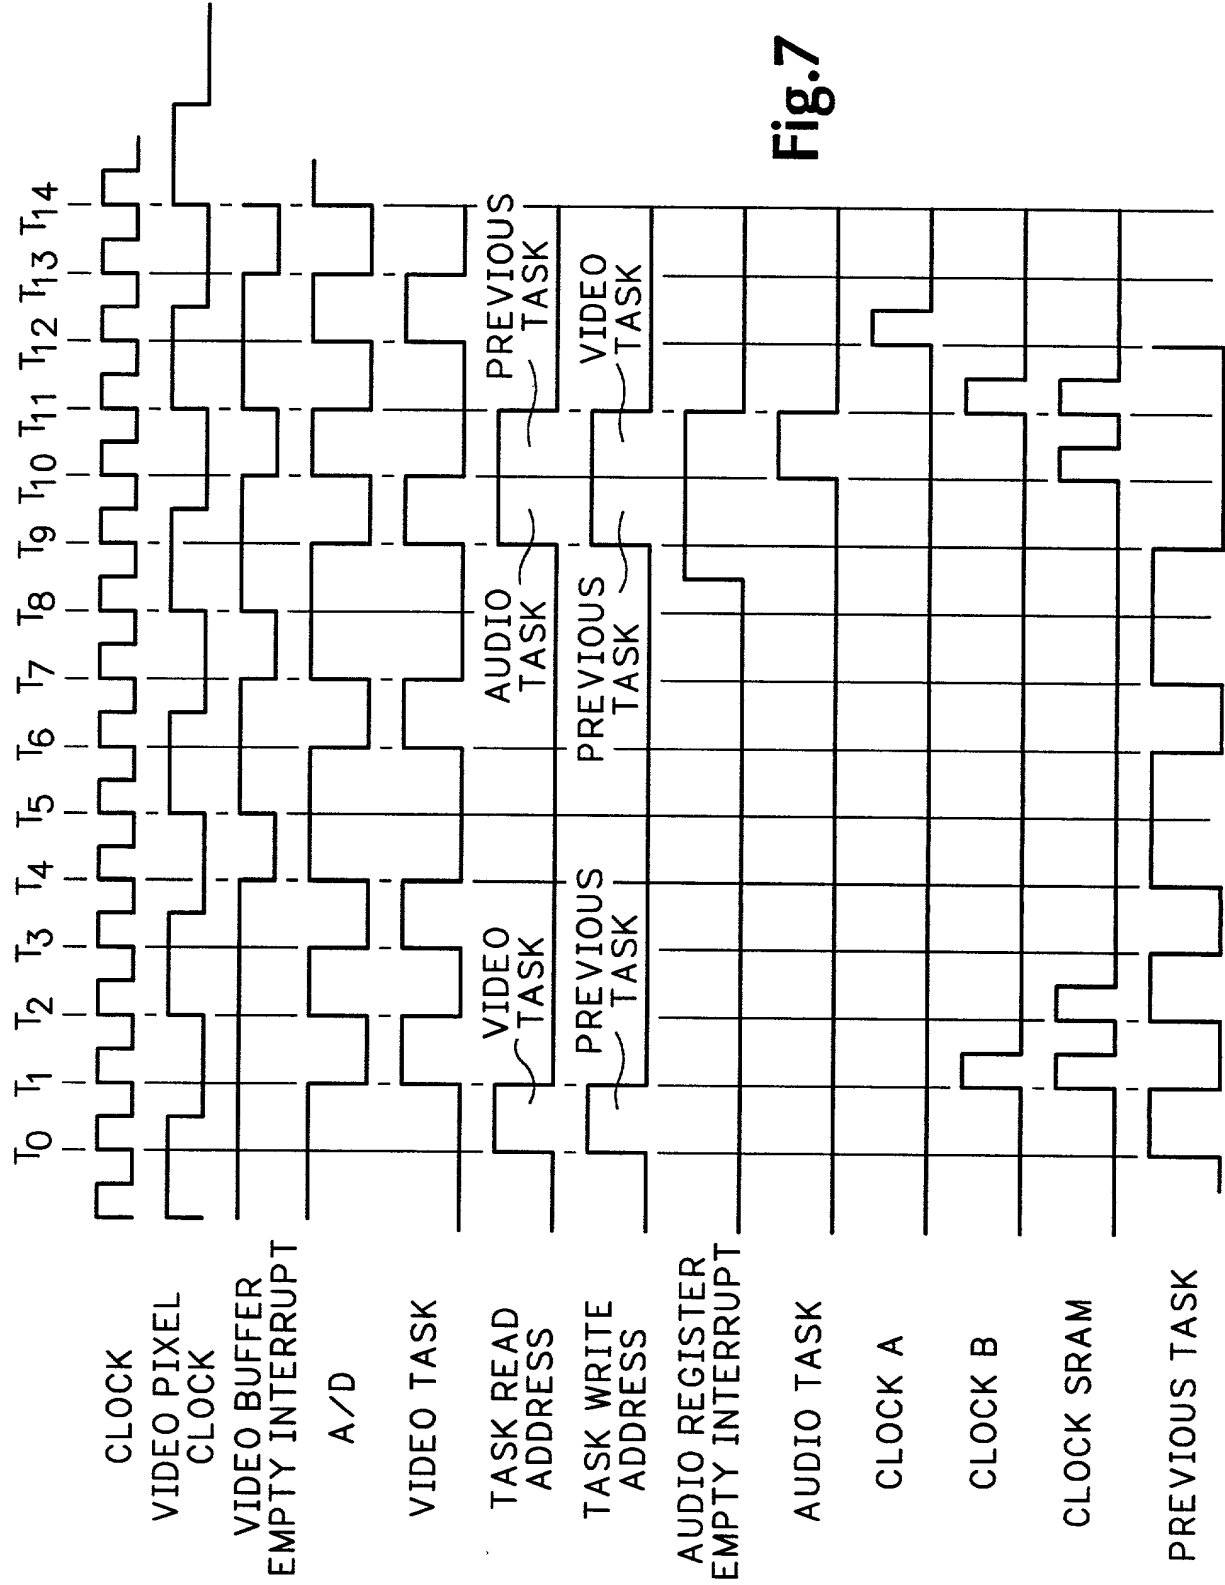 T0 T1 T2 T3 T4 T5 T6 T7 T8 T9 T10 T11 T12 T13 T14
CLOCK
VIDEO PIXEL
CLOCK
VIDEO BUFFER
EMPTY INTERRUPT
A/D
VIDEO TASK
TASK READ
ADDRESS
VIDEO
TASK
AUDIO
TASK
PREVIOUS
TASK
TASK WRITE
ADDRESS
PREVIOUS
TASK
PREVIOUS
TASK
VIDEO
TASK
AUDIO REGISTER
EMPTY INTERRUPT
AUDIO TASK
CLOCK A
CLOCK B
CLOCK SRAM
PREVIOUS TASK
Fig.7